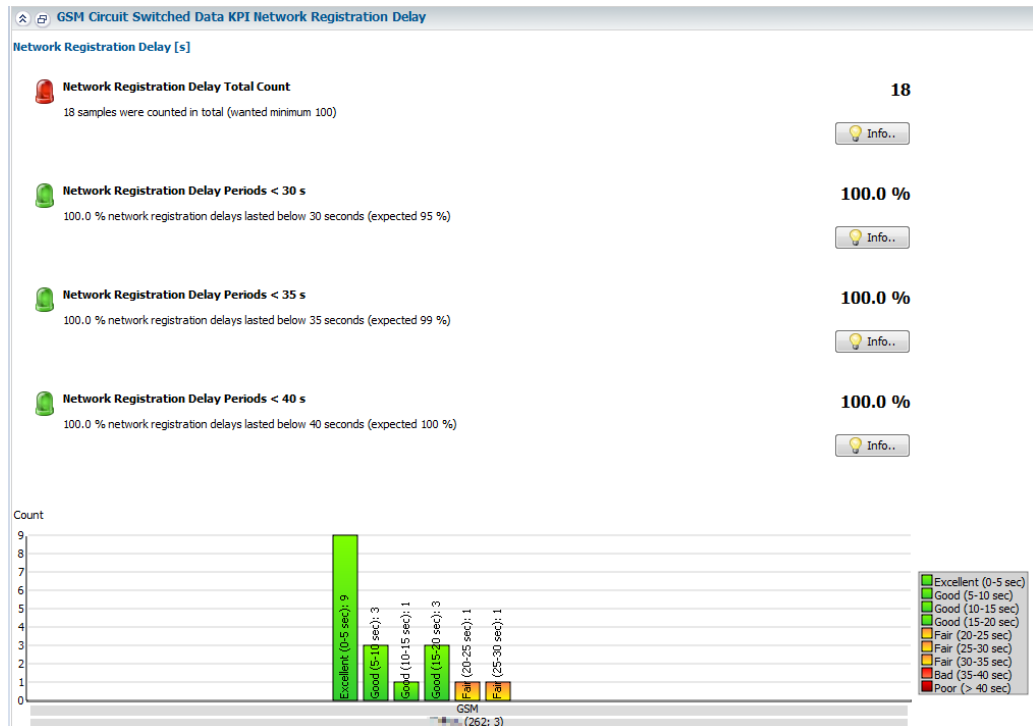 GSM Circuit Switched Data KPI Network Registration Delay
Network Registration Delay [s]
Network Registration Delay Total Count
18
18 samples were counted in total (wanted minimum 100)
Info..
Network Registration Delay Periods < 30 s
100.0 %
100.0 % network registration delays lasted below 30 seconds (expected 95 %)
Info..
Network Registration Delay Periods < 35 s
100.0 %
100.0 % network registration delays lasted below 35 seconds (expected 99 %)
Info..
Network Registration Delay Periods < 40 s
100.0 %
100.0 % network registration delays lasted below 40 seconds (expected 100 %)
Info..
Count
9
8
7
6
5
4
3
2
1
0
Excellent (0-5 sec): 9
Good (5-10 sec): 3
Good (10-15 sec): 1
Good (15-20 sec): 3
Fair (20-25 sec): 1
Fair (25-30 sec): 1
GSM
(262: 3)
Excellent (0-5 sec)
Good (5-10 sec)
Good (10-15 sec)
Good (15-20 sec)
Fair (20-25 sec)
Fair (25-30 sec)
Fair (30-35 sec)
Bad (35-40 sec)
Poor (> 40 sec)